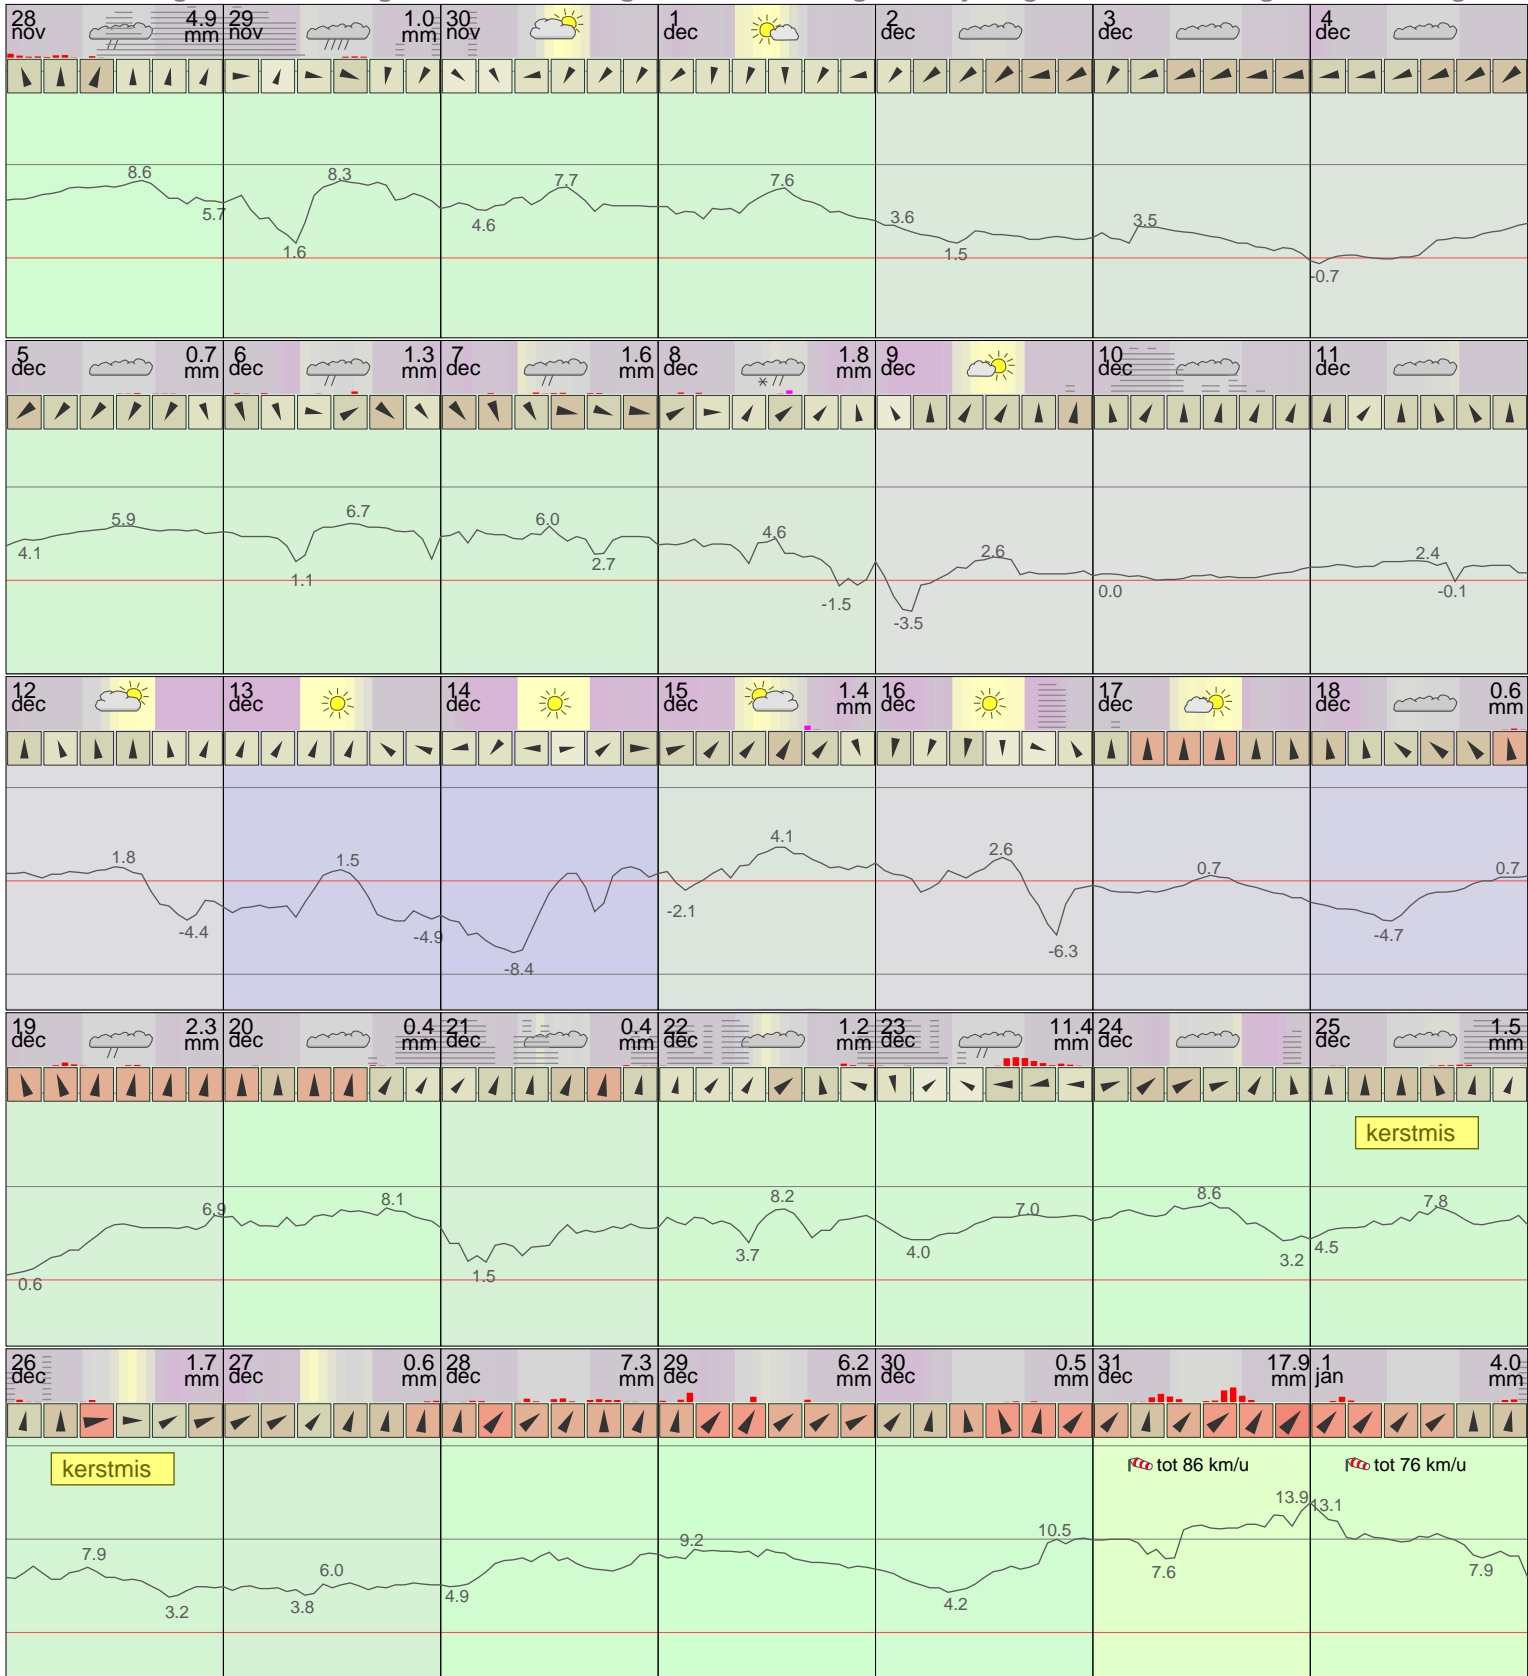 28 nov 4.9 mm 29 nov 1.0 mm 30 nov 1 dec 2 dec 3 dec 4 dec
8.6 5.7 1.6 8.3 4.6 7.7 7.6 3.6 1.5 3.5 -0.7
5 dec 0.7 mm 6 dec 1.3 mm 7 dec 1.6 mm 8 dec 1.8 mm 9 dec 10 dec 11 dec
4.1 5.9 1.1 6.7 6.0 2.7 4.6 -1.5 -3.5 2.6 0.0 2.4 -0.1
12 dec 13 dec 14 dec 15 dec 1.4 mm 16 dec 17 dec 18 dec 0.6 mm
1.8 -4.4 1.5 -4.9 -8.4 -2.1 4.1 2.6 -6.3 0.7 -4.7 0.7
19 dec 2.3 mm 20 dec 0.4 mm 21 dec 0.4 mm 22 dec 1.2 mm 23 dec 11.4 mm 24 dec 25 dec 1.5 mm
kerstmis
0.6 6.9 8.1 1.5 3.7 8.2 4.0 7.0 8.6 3.2 4.5 7.8
26 dec 1.7 mm 27 dec 0.6 mm 28 dec 7.3 mm 29 dec 6.2 mm 30 dec 0.5 mm 31 dec 17.9 mm 1 jan 4.0 mm
kerstmis tot 86 km/u tot 76 km/u
7.9 3.2 3.8 6.0 4.9 9.2 4.2 10.5 7.6 13.9 13.1 7.9